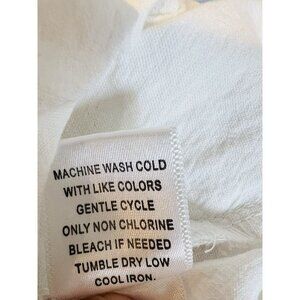 MACHINE WASH COLD
WITH LIKE COLORS
GENTLE CYCLE
ONLY NON CHLORINE
BLEACH IF NEEDED
TUMBLE DRY LOW
COOL IRON.